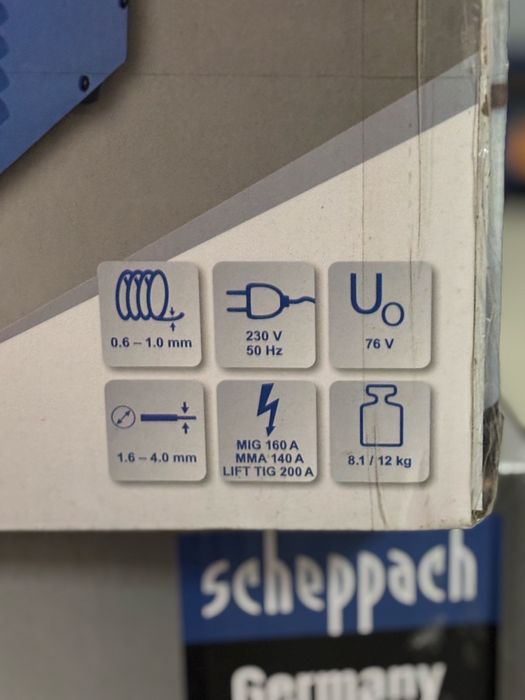 0.6 – 1.0 mm
230 V
50 Hz
U₀
76 V
1.6 – 4.0 mm
MIG 160 A
MMA 140 A
LIFT TIG 200 A
8.1 / 12 kg
scheppach
Germany